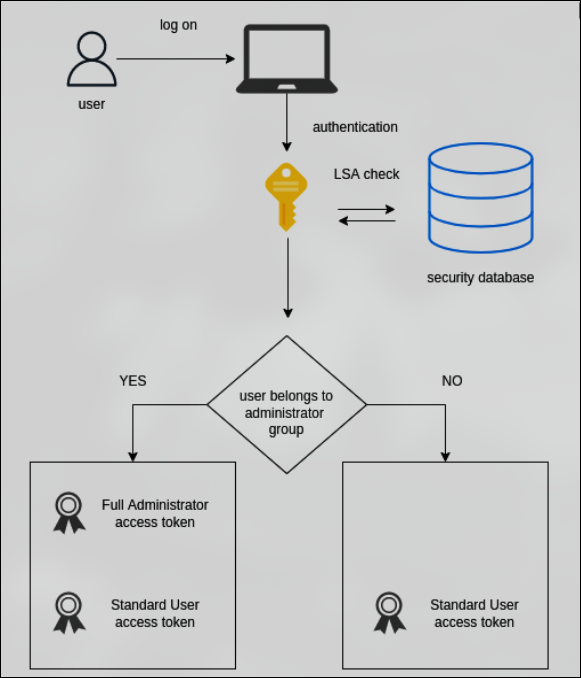 log on
user
authentication
LSA check
security database
YES
NO
user belongs to
administrator
group
Full Administrator
access token
Standard User
access token
Standard User
access token